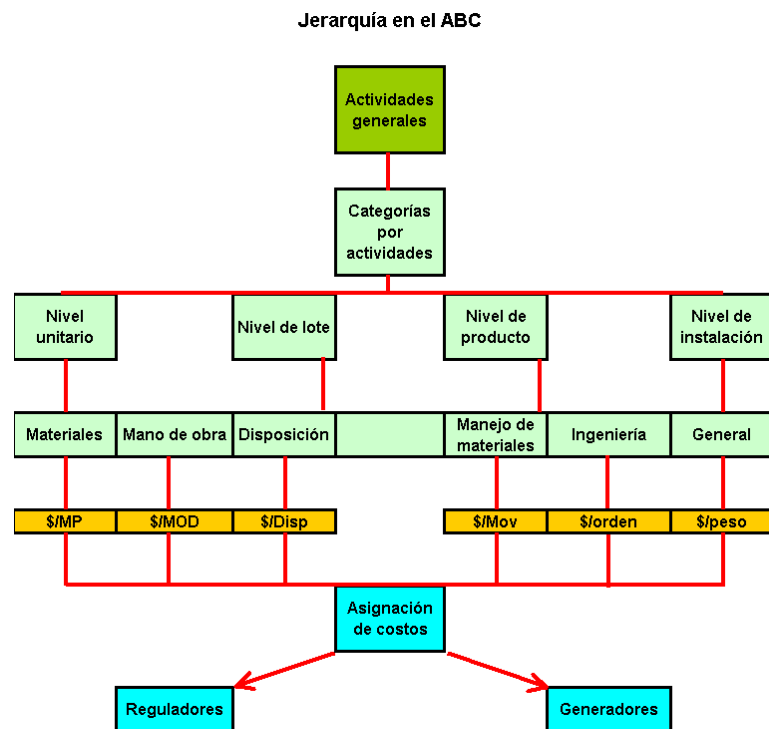 Jerarquía en el ABC
Actividades
generales
Categorías
por
actividades
Nivel
unitario
Nivel de lote
Nivel de
producto
Nivel de
instalación
Materiales
Mano de obra
Disposición
Manejo de
materiales
Ingeniería
General
$/MP
$/MOD
$/Disp
$/Mov
$/orden
$/peso
Asignación
de costos
Reguladores
Generadores